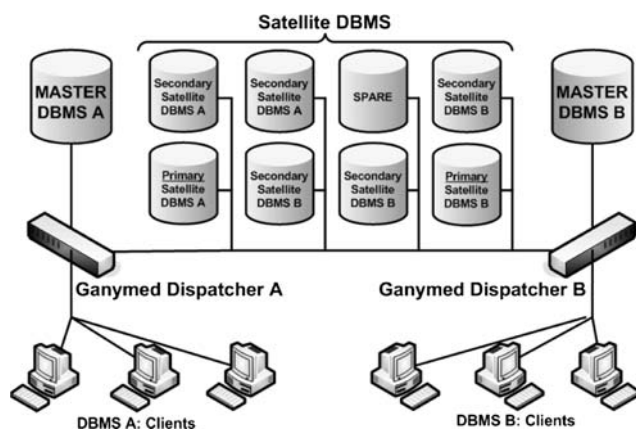 Satellite DBMS
MASTER
DBMS A
Secondary
Satellite
DBMS A
Secondary
Satellite
DBMS A
SPARE
Secondary
Satellite
DBMS B
MASTER
DBMS B
Primary
Satellite
DBMS A
Secondary
Satellite
DBMS B
Secondary
Satellite
DBMS B
Primary
Satellite
DBMS B
Ganymed Dispatcher A
Ganymed Dispatcher B
DBMS A: Clients
DBMS B: Clients